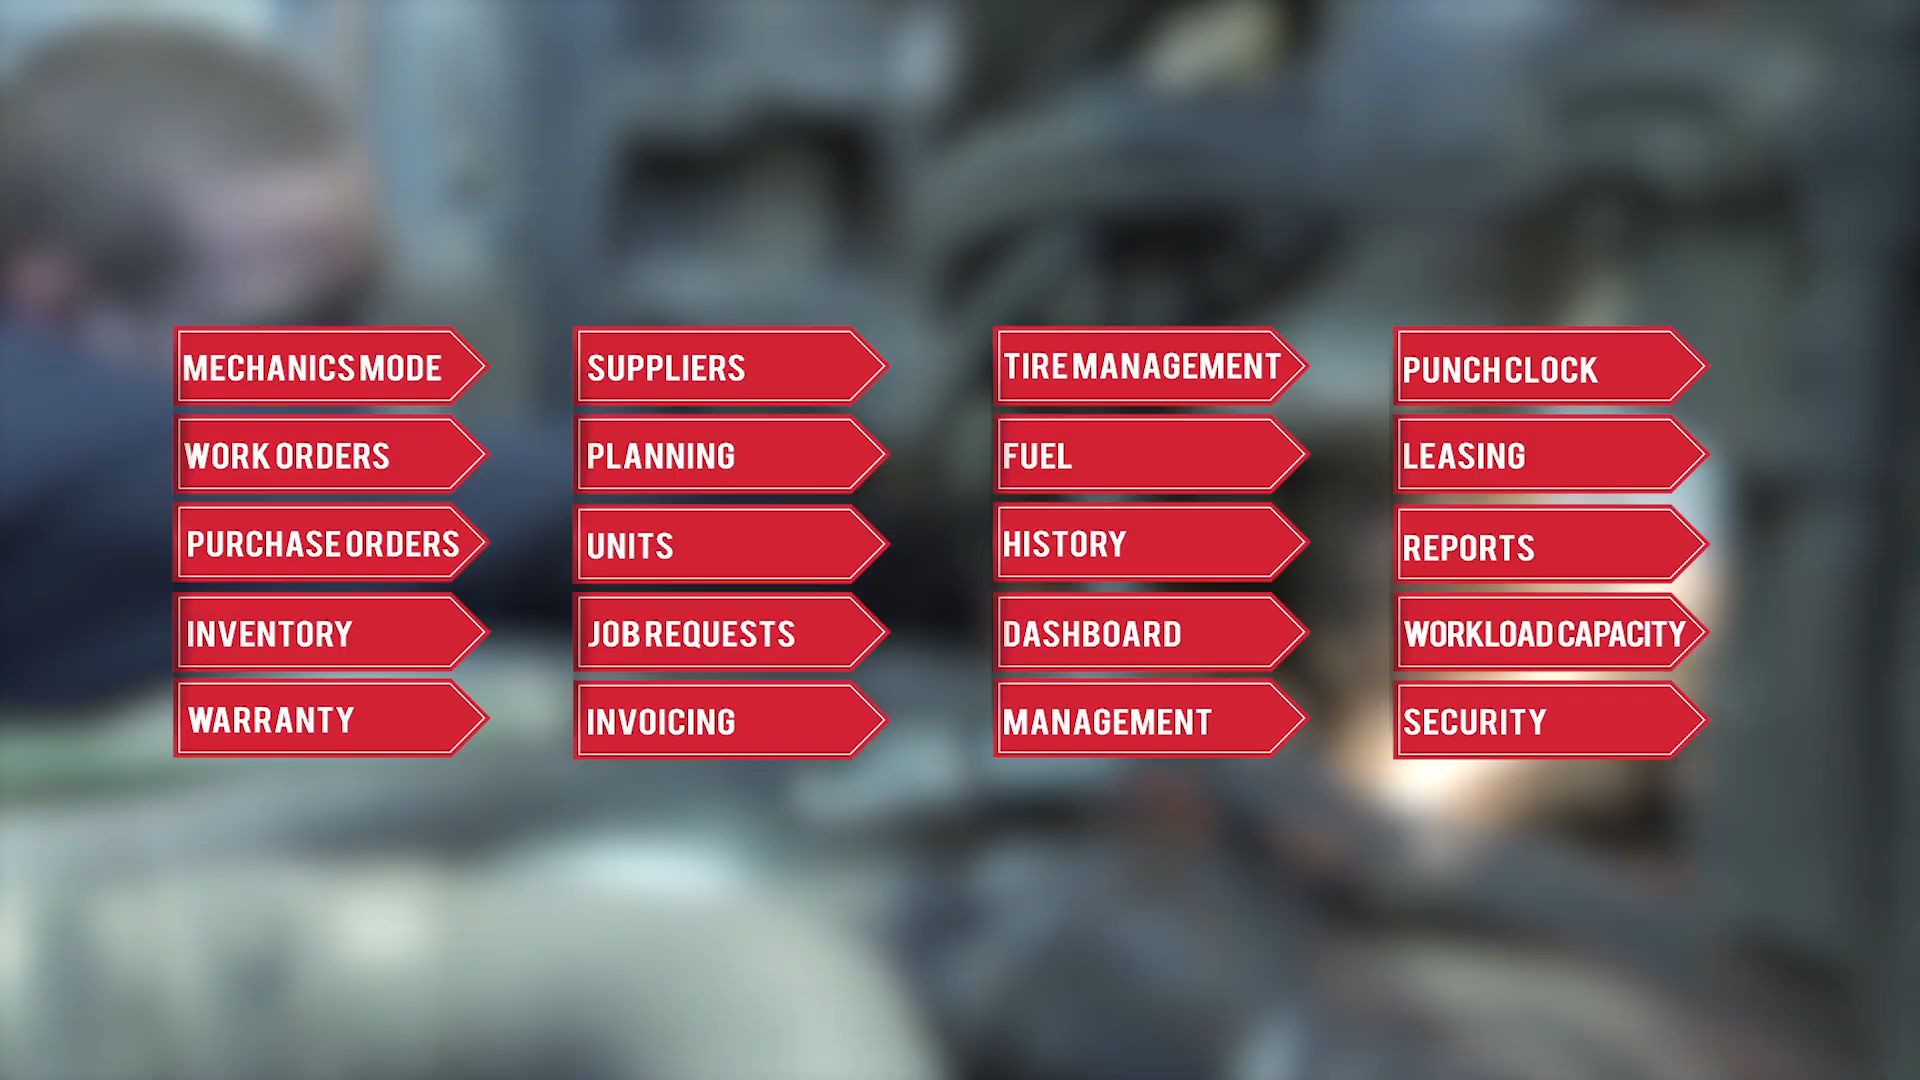 MECHANICS MODE
WORK ORDERS
PURCHASE ORDERS
INVENTORY
WARRANTY
SUPPLIERS
PLANNING
UNITS
JOB REQUESTS
INVOICING
TIRE MANAGEMENT
FUEL
HISTORY
DASHBOARD
MANAGEMENT
PUNCH CLOCK
LEASING
REPORTS
WORKLOAD CAPACITY
SECURITY